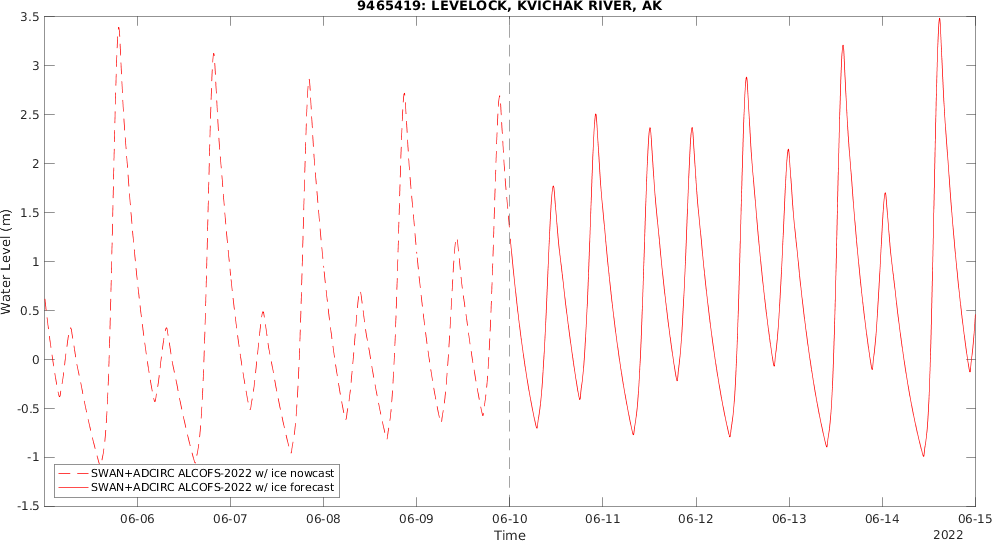 9465419: LEVELOCK, KVICHAK RIVER, AK
3.5
3
2.5
2
1.5
1
0.5
0
-0.5
-1
-1.5
Water Level (m)
SWAN+ADCIRC ALCOFS-2022 w/ ice nowcast
SWAN+ADCIRC ALCOFS-2022 w/ ice forecast
06-06 06-07 06-08 06-09 06-10 06-11 06-12 06-13 06-14 06-15
Time
2022